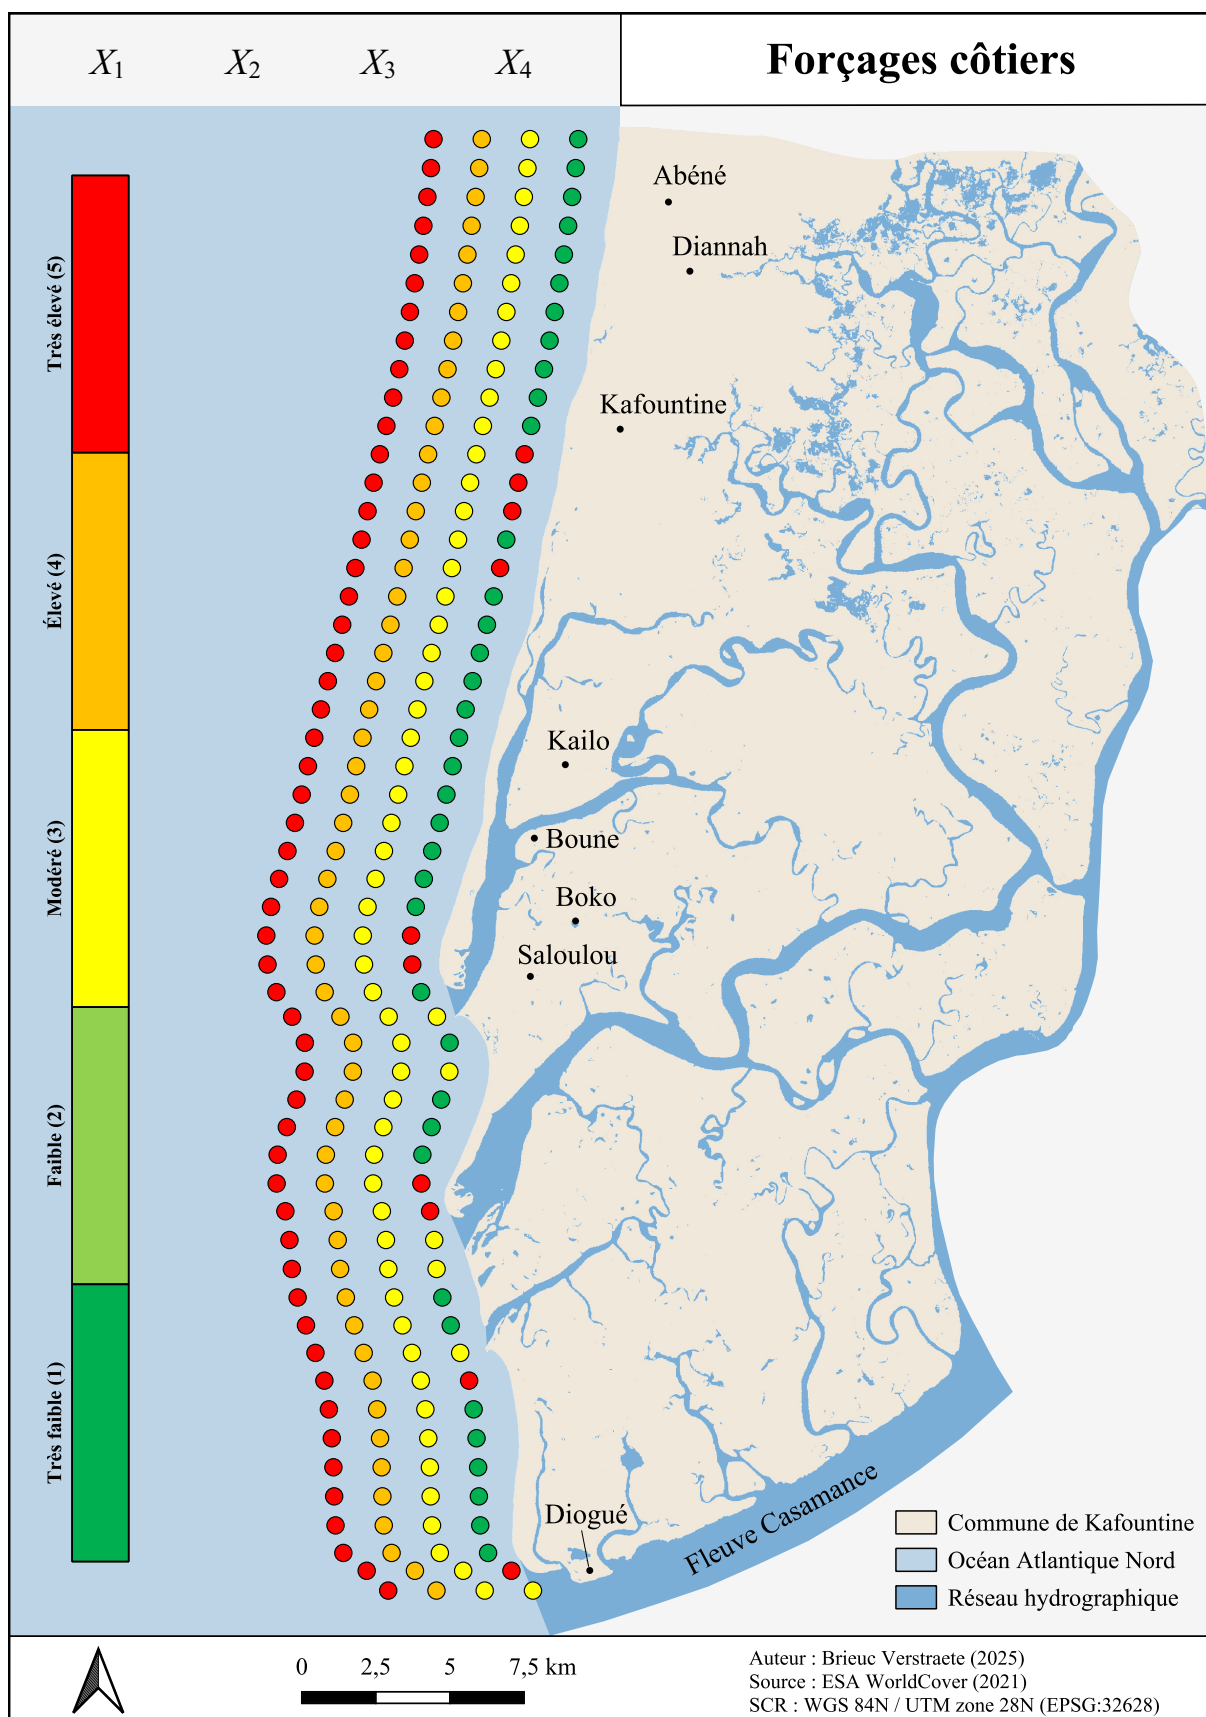 X1 X2 X3 X4
Forçages côtiers
Très élevé (5)
Élevé (4)
Modéré (3)
Faible (2)
Très faible (1)
Abéné
Diannah
Kafountine
Kailo
Boune
Boko
Saloulou
Diogué
Fleuve Casamance
Commune de Kafountine
Océan Atlantique Nord
Réseau hydrographique
0 2,5 5 7,5 km
Auteur : Brieuc Verstraete (2025)
Source : ESA WorldCover (2021)
SCR : WGS 84N / UTM zone 28N (EPSG:32628)